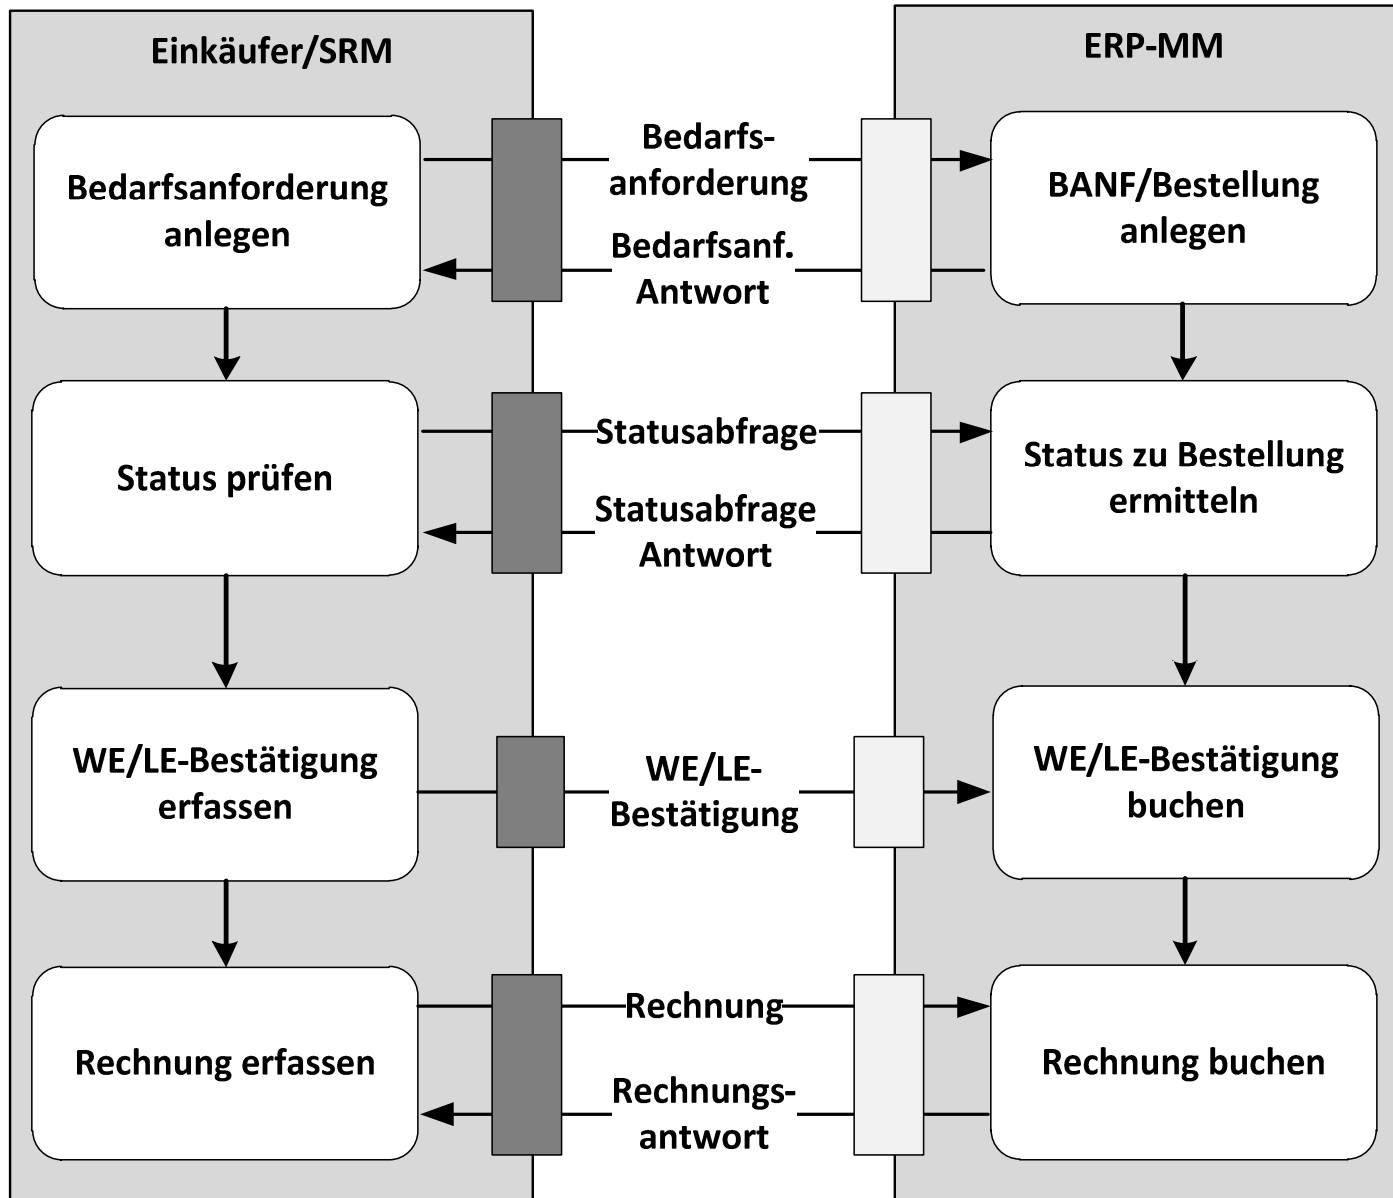 Einkäufer/SRM
ERP-MM
Bedarfsanforderung
anlegen
Bedarfs-
anforderung
Bedarfsanf.
Antwort
BANF/Bestellung
anlegen
Status prüfen
Statusabfrage
Statusabfrage
Antwort
Status zu Bestellung
ermitteln
WE/LE-Bestätigung
erfassen
WE/LE-
Bestätigung
WE/LE-Bestätigung
buchen
Rechnung erfassen
Rechnung
Rechnungs-
antwort
Rechnung buchen